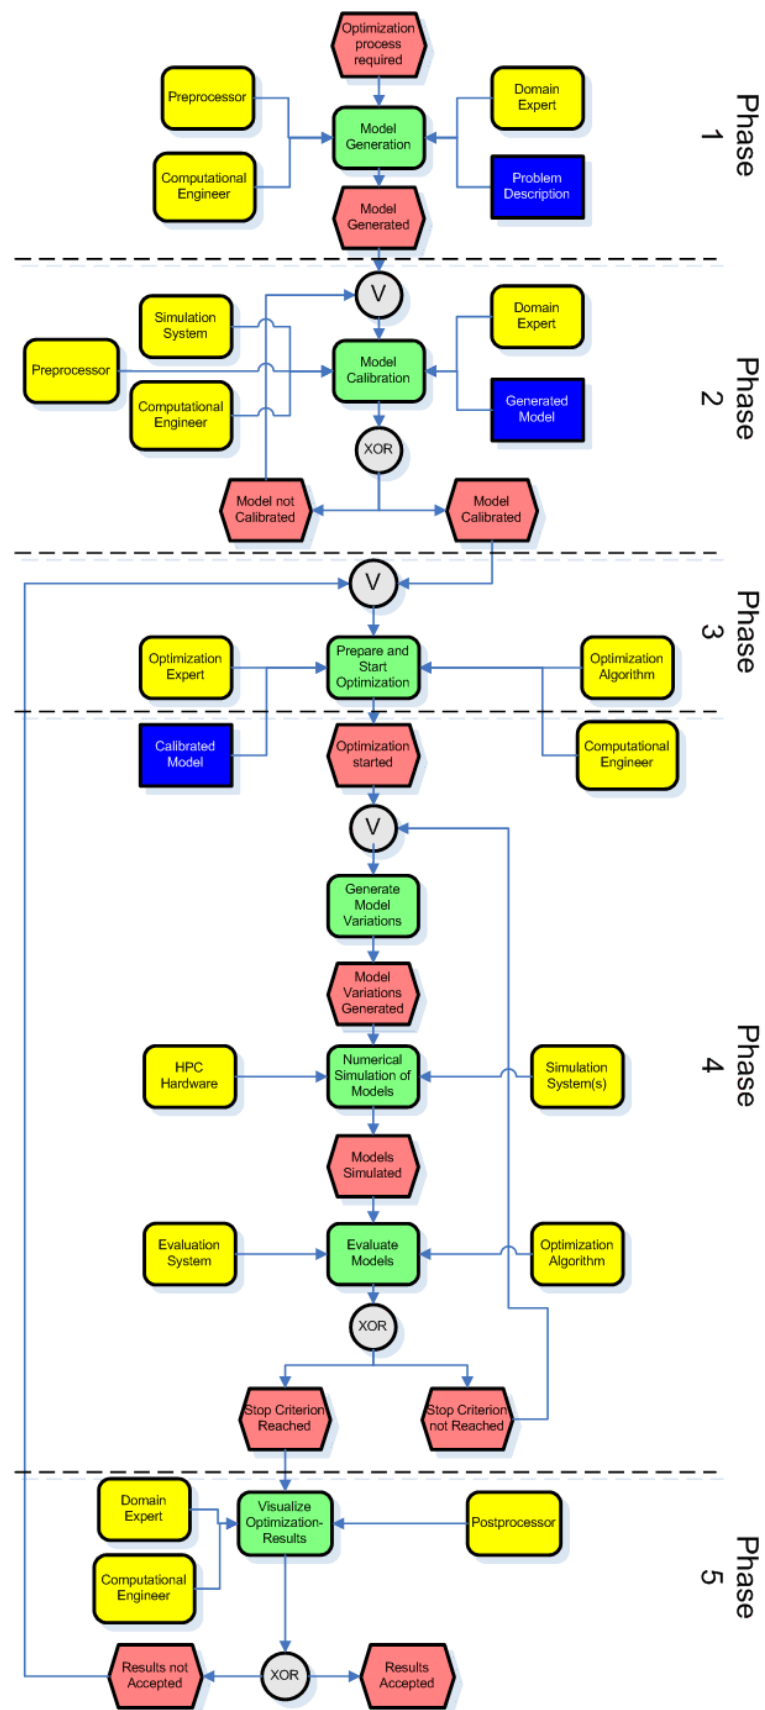 Optimization
process
required
Preprocessor
Domain
Expert
Model
Generation
Computational
Engineer
Problem
Description
Model
Generated
Phase
1
V
Simulation
System
Domain
Expert
Preprocessor
Model
Calibration
Computational
Engineer
Generated
Model
XOR
Model not
Calibrated
Model
Calibrated
Phase
2
V
Optimization
Expert
Prepare and
Start
Optimization
Optimization
Algorithm
Phase
3
Calibrated
Model
Optimization
started
Computational
Engineer
V
Generate
Model
Variations
Model
Variations
Generated
HPC
Hardware
Numerical
Simulation of
Models
Simulation
System(s)
Phase
4
Models
Simulated
Evaluation
System
Evaluate
Models
Optimization
Algorithm
XOR
Stop Criterion
Reached
Stop Criterion
not Reached
Domain
Expert
Visualize
Optimization-
Results
Postprocessor
Computational
Engineer
Phase
5
Results not
Accepted
XOR
Results
Accepted